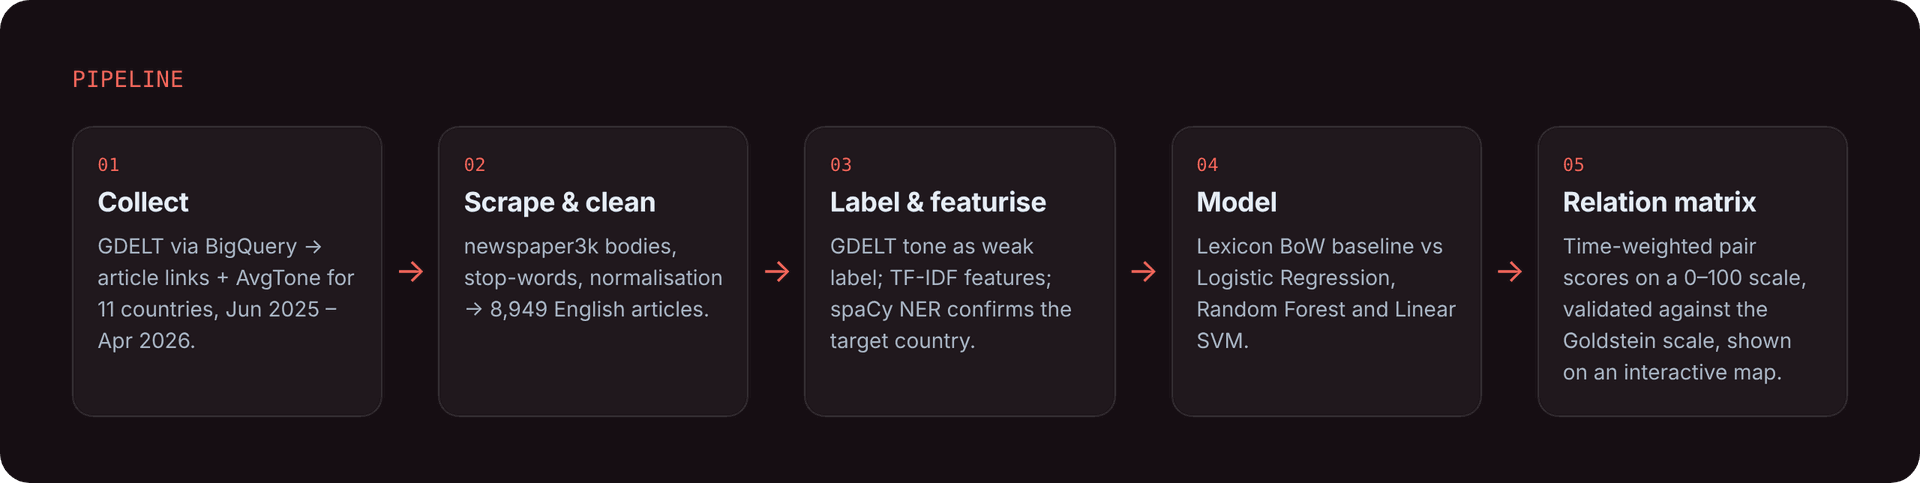 PIPELINE
01
Collect
GDELT via BigQuery →
article links + AvgTone for
11 countries, Jun 2025 –
Apr 2026.
→
02
Scrape & clean
newspaper3k bodies,
stop-words, normalisation
→ 8,949 English articles.
→
03
Label & featurise
GDELT tone as weak
label; TF-IDF features;
spaCy NER confirms the
target country.
→
04
Model
Lexicon BoW baseline vs
Logistic Regression,
Random Forest and Linear
SVM.
→
05
Relation matrix
Time-weighted pair
scores on a 0–100 scale,
validated against the
Goldstein scale, shown
on an interactive map.